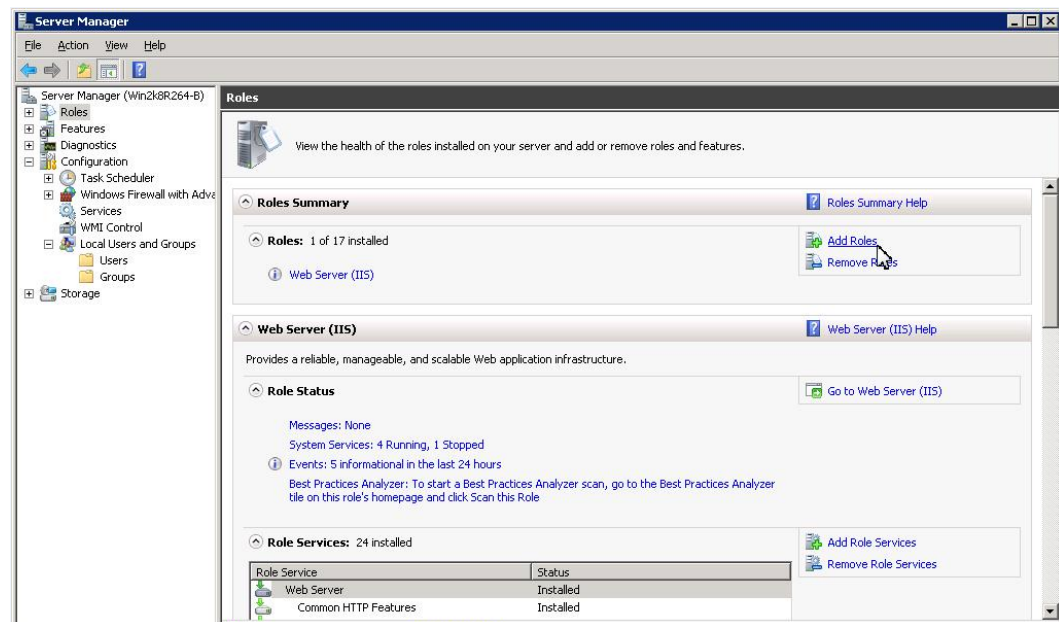 Server Manager
File Action View Help
Server Manager (Win2k8R264-B)
Roles
Features
Diagnostics
Configuration
Task Scheduler
Windows Firewall with Adva
Services
WMI Control
Local Users and Groups
Users
Groups
Storage
Roles
View the health of the roles installed on your server and add or remove roles and features.
Roles Summary
Roles Summary Help
Roles: 1 of 17 installed
Add Roles
Web Server (IIS)
Remove Roles
Web Server (IIS)
Web Server (IIS) Help
Provides a reliable, manageable, and scalable Web application infrastructure.
Role Status
Go to Web Server (IIS)
Messages: None
System Services: 4 Running, 1 Stopped
Events: 5 informational in the last 24 hours
Best Practices Analyzer: To start a Best Practices Analyzer scan, go to the Best Practices Analyzer
tile on this role's homepage and click Scan this Role
Role Services: 24 installed
Add Role Services
Remove Role Services
Role Service Status
Web Server Installed
Common HTTP Features Installed